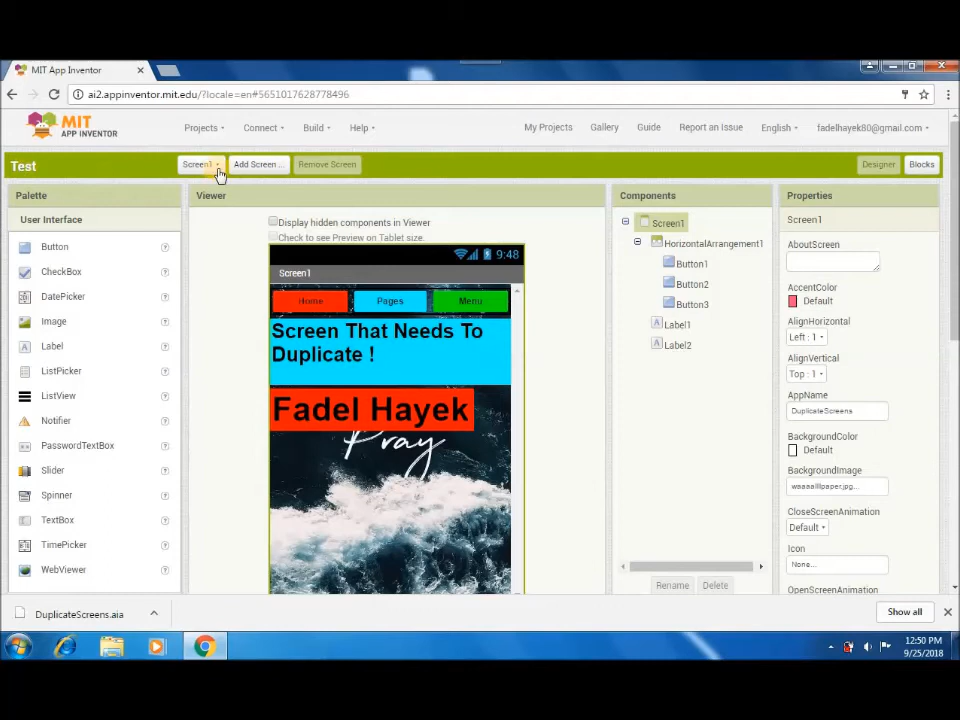 MIT App Inventor
ai2.appinventor.mit.edu/?locale=en#5651017628778496
MIT
APP INVENTOR
Projects
Connect
Build
Help
My Projects
Gallery
Guide
Report an Issue
English
fadelhayek80@gmail.com
Test
Screen1
Add Screen ...
Remove Screen
Designer
Blocks
Palette
Viewer
Components
Properties
User Interface
Button
CheckBox
DatePicker
Image
Label
ListPicker
ListView
Notifier
PasswordTextBox
Slider
Spinner
TextBox
TimePicker
WebViewer
Display hidden components in Viewer
Check to see Preview on Tablet size.
9:48
Screen1
Home
Pages
Menu
Screen That Needs To
Duplicate !
Fadel Hayek
Pray
Screen1
HorizontalArrangement1
Button1
Button2
Button3
Label1
Label2
Rename
Delete
Screen1
AboutScreen
AccentColor
Default
AlignHorizontal
Left : 1
AlignVertical
Top : 1
AppName
DuplicateScreens
BackgroundColor
Default
BackgroundImage
CloseScreenAnimation
Default
Icon
None...
OpenScreenAnimation
DuplicateScreens.aia
Show all
12:50 PM
9/25/2018